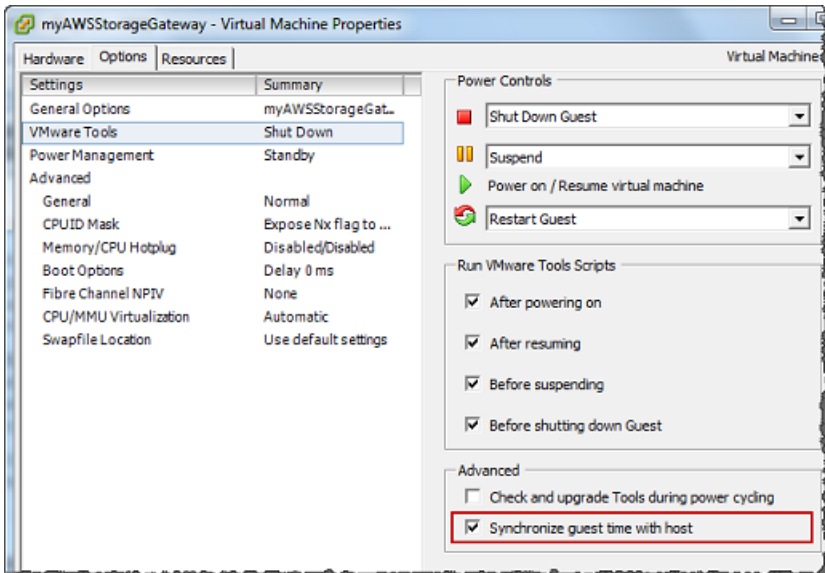 myAWSStorageGateway - Virtual Machine Properties
Hardware Options Resources Virtual Machine
Settings Summary
General Options myAWSStorageGat...
VMware Tools Shut Down
Power Management Standby
Advanced
General Normal
CPUID Mask Expose Nx flag to ...
Memory/CPU Hotplug Disabled/Disabled
Boot Options Delay 0 ms
Fibre Channel NPIV None
CPU/MMU Virtualization Automatic
Swapfile Location Use default settings
Power Controls
Shut Down Guest
Suspend
Power on / Resume virtual machine
Restart Guest
Run VMware Tools Scripts
After powering on
After resuming
Before suspending
Before shutting down Guest
Advanced
Check and upgrade Tools during power cycling
Synchronize guest time with host